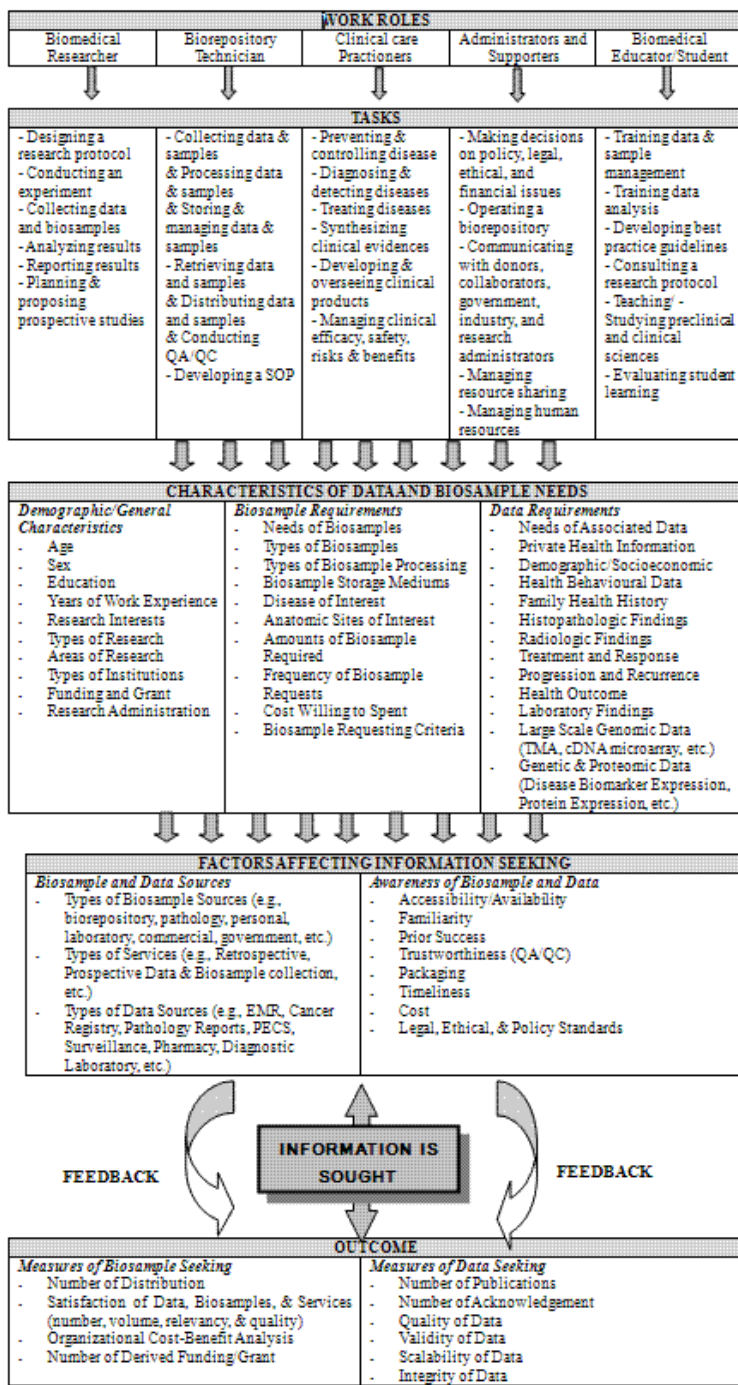 WORK ROLES
Biomedical
Researcher
Biorepository
Technician
Clinical care
Practioners
Administrators and
Supporters
Biomedical
Educator/Student
TASKS
- Designing a
research protocol
- Conducting an
experiment
- Collecting data
and biosamples
- Analyzing results
- Reporting results
- Planning &
proposing
prospective studies
- Collecting data &
samples
& Processing data
& samples
& Storing &
managing data &
samples
- Retrieving data
and samples
& Distributing data
and samples
& Conducting
QA/QC
- Developing a SOP
- Preventing &
controlling disease
- Diagnosing &
detecting diseases
- Treating diseases
- Synthesizing
clinical evidences
- Developing &
overseeing clinical
products
- Managing clinical
efficacy, safety,
risks & benefits
- Making decisions
on policy, legal,
ethical, and
financial issues
- Operating a
biorepository
- Communicating
with donors,
collaborators,
government,
industry, and
research
administrators
- Managing
resource sharing
- Managing human
resources
- Training data &
sample
management
- Training data
analysis
- Developing best
practice guidelines
- Consulting a
research protocol
- Teaching/ -
Studying preclinical
and clinical
sciences
- Evaluating student
learning
CHARACTERISTICS OF DATA AND BIOSAMPLE NEEDS
Demographic/General
Characteristics
- Age
- Sex
- Education
- Years of Work Experience
- Research Interests
- Types of Research
- Areas of Research
- Types of Institutions
- Funding and Grant
- Research Administration
Biosample Requirements
- Needs of Biosamples
- Types of Biosamples
- Types of Biosample Processing
- Biosample Storage Mediums
- Disease of Interest
- Anatomic Sites of Interest
- Amounts of Biosample
Required
- Frequency of Biosample
Requests
- Cost Willing to Spent
- Biosample Requesting Criteria
Data Requirements
- Needs of Associated Data
- Private Health Information
- Demographic/Socioeconomic
- Health Behavioural Data
- Family Health History
- Histopathologic Findings
- Radiologic Findings
- Treatment and Response
- Progression and Recurrence
- Health Outcome
- Laboratory Findings
- Large Scale Genomic Data
(TMA, cDNA microarray, etc.)
- Genetic & Proteomic Data
(Disease Biomarker Expression,
Protein Expression, etc.)
FACTORS AFFECTING INFORMATION SEEKING
Biosample and Data Sources
- Types of Biosample Sources (e.g.,
biorepository, pathology, personal,
laboratory, commercial, government, etc.)
- Types of Services (e.g., Retrospective,
Prospective Data & Biosample collection,
etc.)
- Types of Data Sources (e.g., EMR, Cancer
Registry, Pathology Reports, PECS,
Surveillance, Pharmacy, Diagnostic
Laboratory, etc.)
Awareness of Biosample and Data
- Accessibility/Availability
- Familiarity
- Prior Success
- Trustworthiness (QA/QC)
- Packaging
- Timeliness
- Cost
- Legal, Ethical, & Policy Standards
INFORMATION IS
SOUGHT
FEEDBACK
FEEDBACK
OUTCOME
Measures of Biosample Seeking
- Number of Distribution
- Satisfaction of Data, Biosamples, & Services
(number, volume, relevancy, & quality)
- Organizational Cost-Benefit Analysis
- Number of Derived Funding/Grant
Measures of Data Seeking
- Number of Publications
- Number of Acknowledgement
- Quality of Data
- Validity of Data
- Scalability of Data
- Integrity of Data